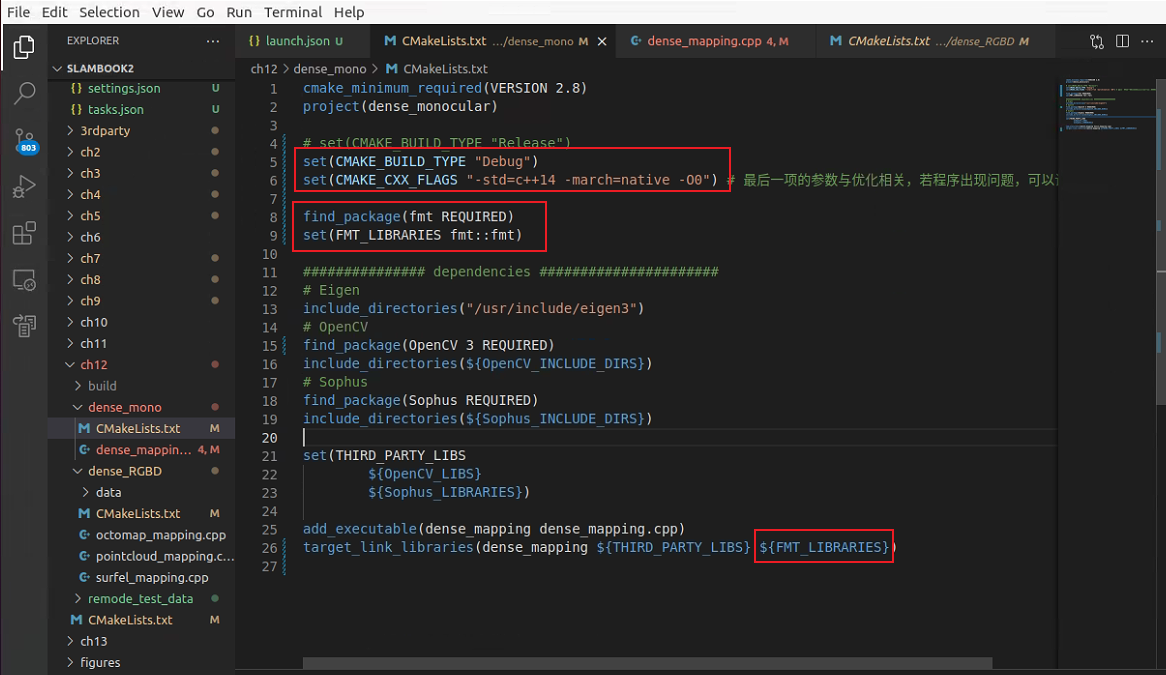 File Edit Selection View Go Run Terminal Help
EXPLORER ...
{} launch.json U
CMakeLists.txt .../dense_mono M
dense_mapping.cpp 4, M
CMakeLists.txt .../dense_RGBD M
SLAMBOOK2
ch12 > dense_mono > CMakeLists.txt
{} settings.json U
{} tasks.json U
3rdparty
ch2
803
ch3
ch4
ch5
ch6
ch7
ch8
ch9
ch10
ch11
ch12
build
dense_mono
CMakeLists.txt M
dense_mappin... 4, M
dense_RGBD
data
CMakeLists.txt M
octomap_mapping.cpp
pointcloud_mapping.c...
surfel_mapping.cpp
remode_test_data
CMakeLists.txt M
ch13
figures
1 cmake_minimum_required(VERSION 2.8)
2 project(dense_monocular)
3
4 # set(CMAKE_BUILD_TYPE "Release")
5 set(CMAKE_BUILD_TYPE "Debug")
6 set(CMAKE_CXX_FLAGS "-std=c++14 -march=native -O0") # 最后一项的参数与优化相关，若程序出现问题，可以
7
8 find_package(fmt REQUIRED)
9 set(FMT_LIBRARIES fmt::fmt)
10
11 ############### dependencies ######################
12 # Eigen
13 include_directories("/usr/include/eigen3")
14 # OpenCV
15 find_package(OpenCV 3 REQUIRED)
16 include_directories(${OpenCV_INCLUDE_DIRS})
17 # Sophus
18 find_package(Sophus REQUIRED)
19 include_directories(${Sophus_INCLUDE_DIRS})
20
21 set(THIRD_PARTY_LIBS
22 ${OpenCV_LIBS}
23 ${Sophus_LIBRARIES})
24
25 add_executable(dense_mapping dense_mapping.cpp)
26 target_link_libraries(dense_mapping ${THIRD_PARTY_LIBS} ${FMT_LIBRARIES})
27